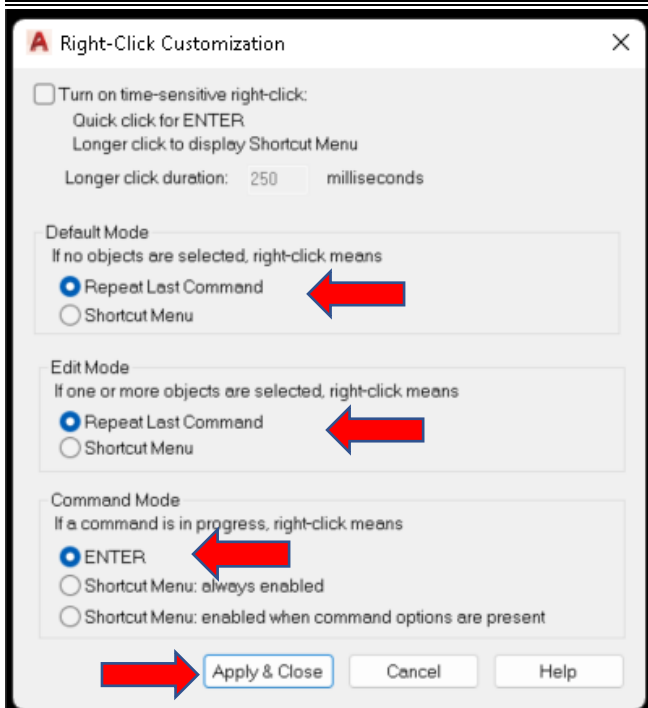 Right-Click Customization
Turn on time-sensitive right-click:
Quick click for ENTER
Longer click to display Shortcut Menu
Longer click duration: 250 milliseconds
Default Mode
If no objects are selected, right-click means
Repeat Last Command
Shortcut Menu
Edit Mode
If one or more objects are selected, right-click means
Repeat Last Command
Shortcut Menu
Command Mode
If a command is in progress, right-click means
ENTER
Shortcut Menu: always enabled
Shortcut Menu: enabled when command options are present
Apply & Close Cancel Help